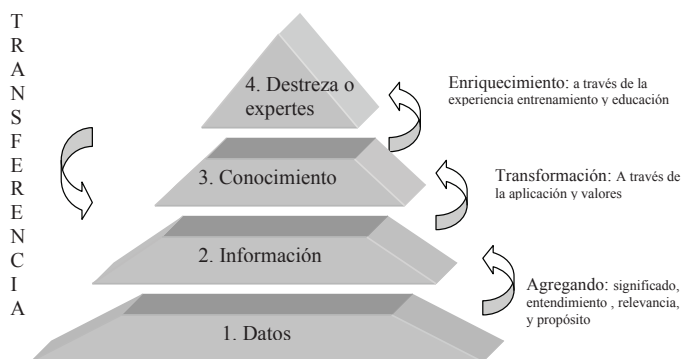 TRANSFERENCIA
4. Destreza o
expertes
Enriquecimiento: a través de la
experiencia entrenamiento y educación
3. Conocimiento
Transformación: A través de
la aplicación y valores
2. Información
Agregando: significado,
entendimiento , relevancia,
y propósito
1. Datos